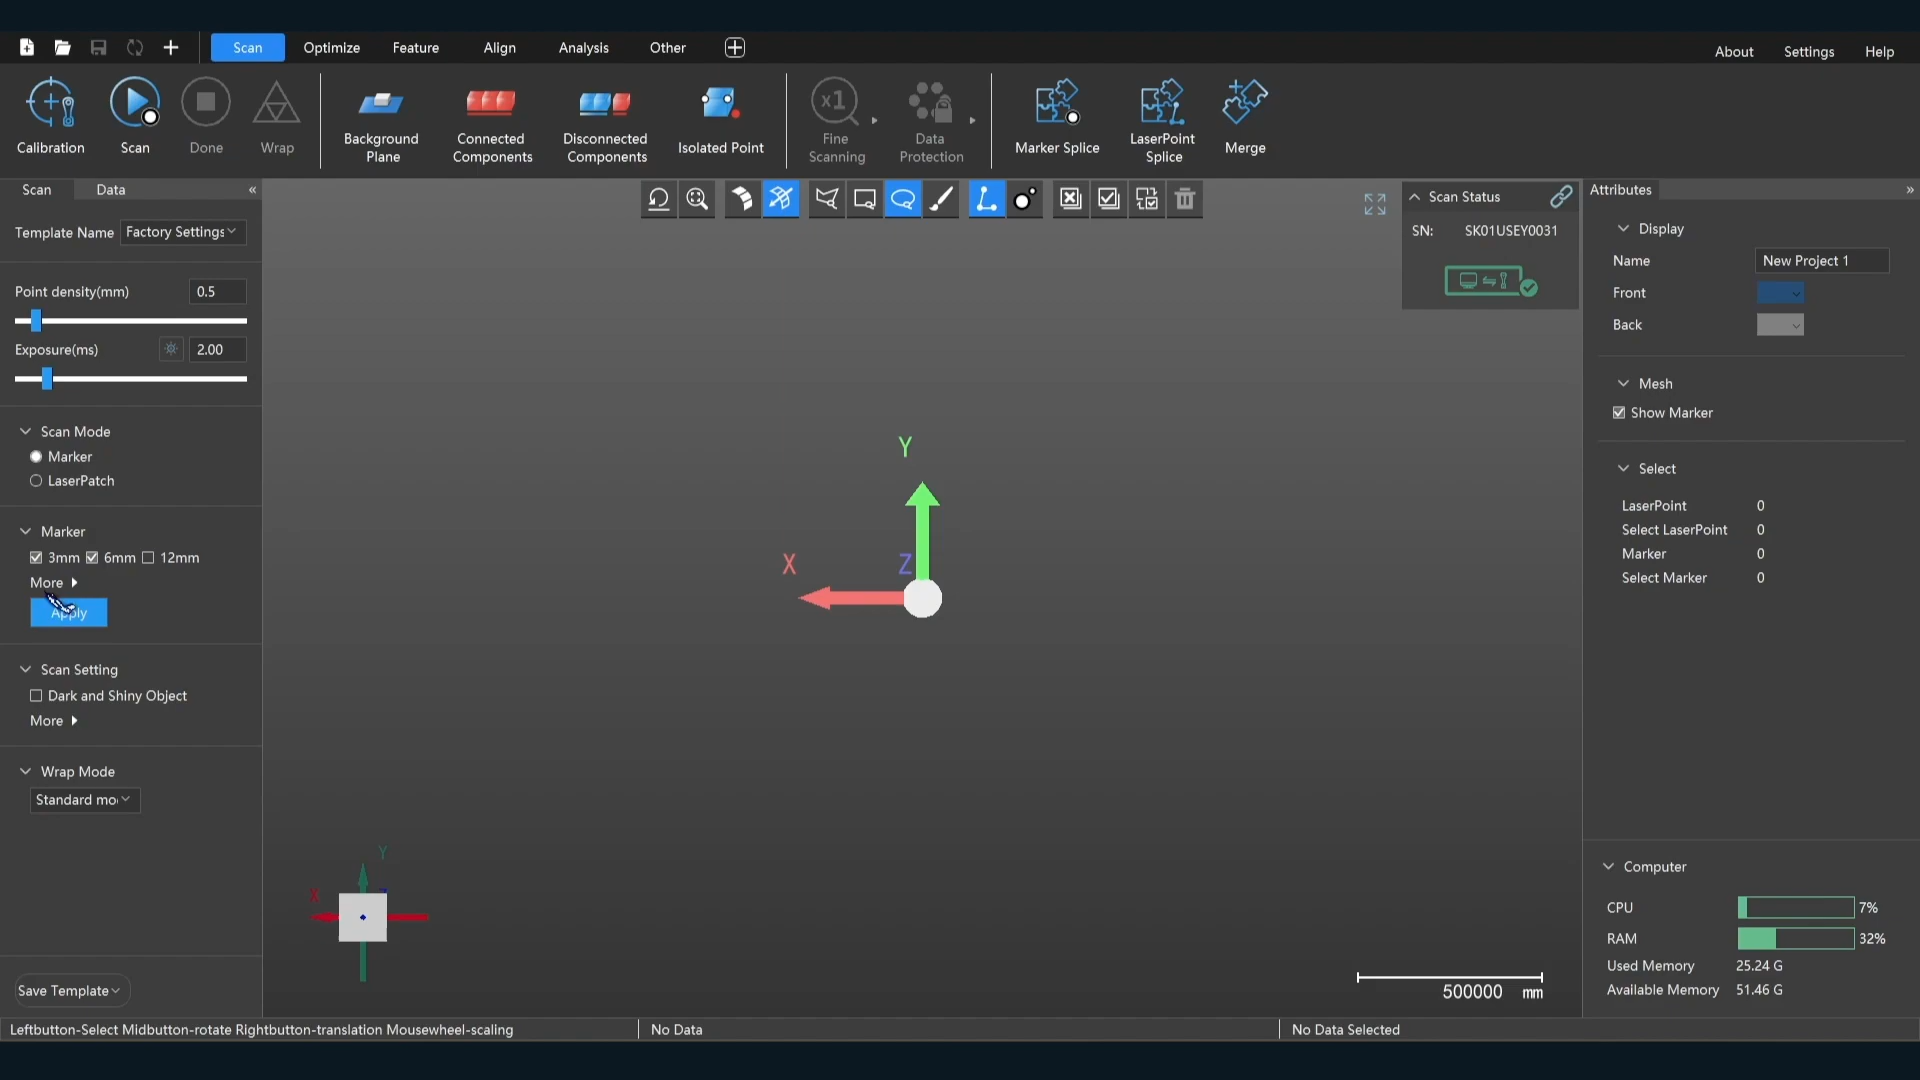 Scan Optimize Feature Align Analysis Other About Settings Help
Calibration Scan Done Wrap Background Plane Connected Components Disconnected Components Isolated Point x1 Fine Scanning Data Protection Marker Splice LaserPoint Splice Merge
Scan Data
Template Name Factory Settings
Point density(mm) 0.5
Exposure(ms) 2.00
Scan Mode
Marker
LaserPatch
Marker
3mm 6mm 12mm
More
Apply
Scan Setting
Dark and Shiny Object
More
Wrap Mode
Standard mo
Save Template
Y
X Z
Y
X
500000 mm
Scan Status
SN: SK01USEY0031
Attributes
Display
Name New Project 1
Front
Back
Mesh
Show Marker
Select
LaserPoint 0
Select LaserPoint 0
Marker 0
Select Marker 0
Computer
CPU 7%
RAM 32%
Used Memory 25.24 G
Available Memory 51.46 G
Leftbutton-Select Midbutton-rotate Rightbutton-translation Mousewheel-scaling No Data No Data Selected